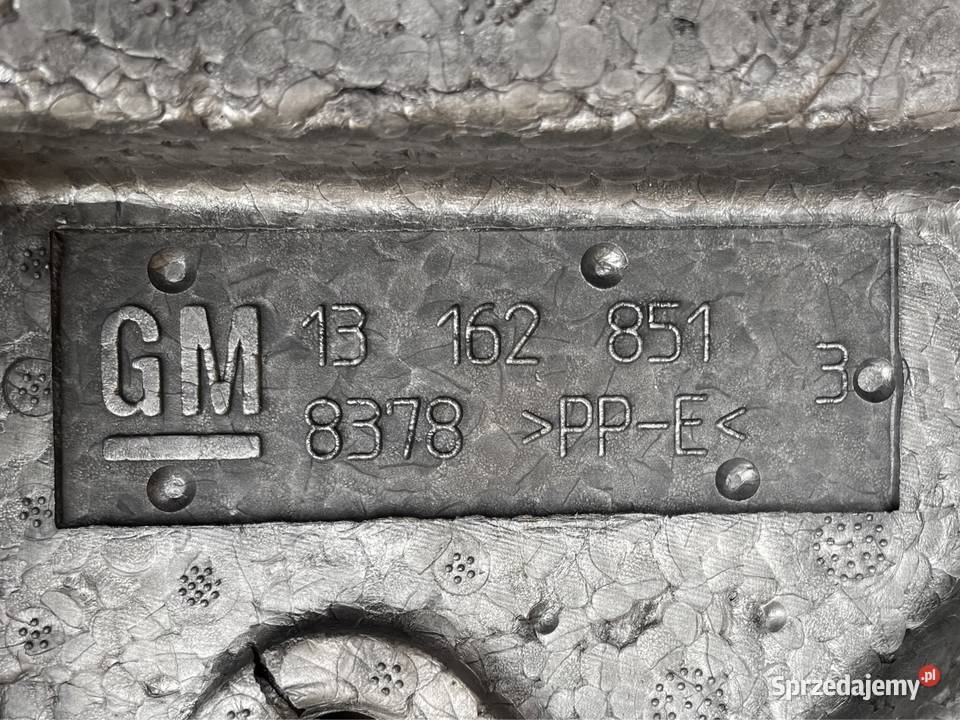 GM 13 162 851
8378 >PP-E< 3
Sprzedajemy.pl